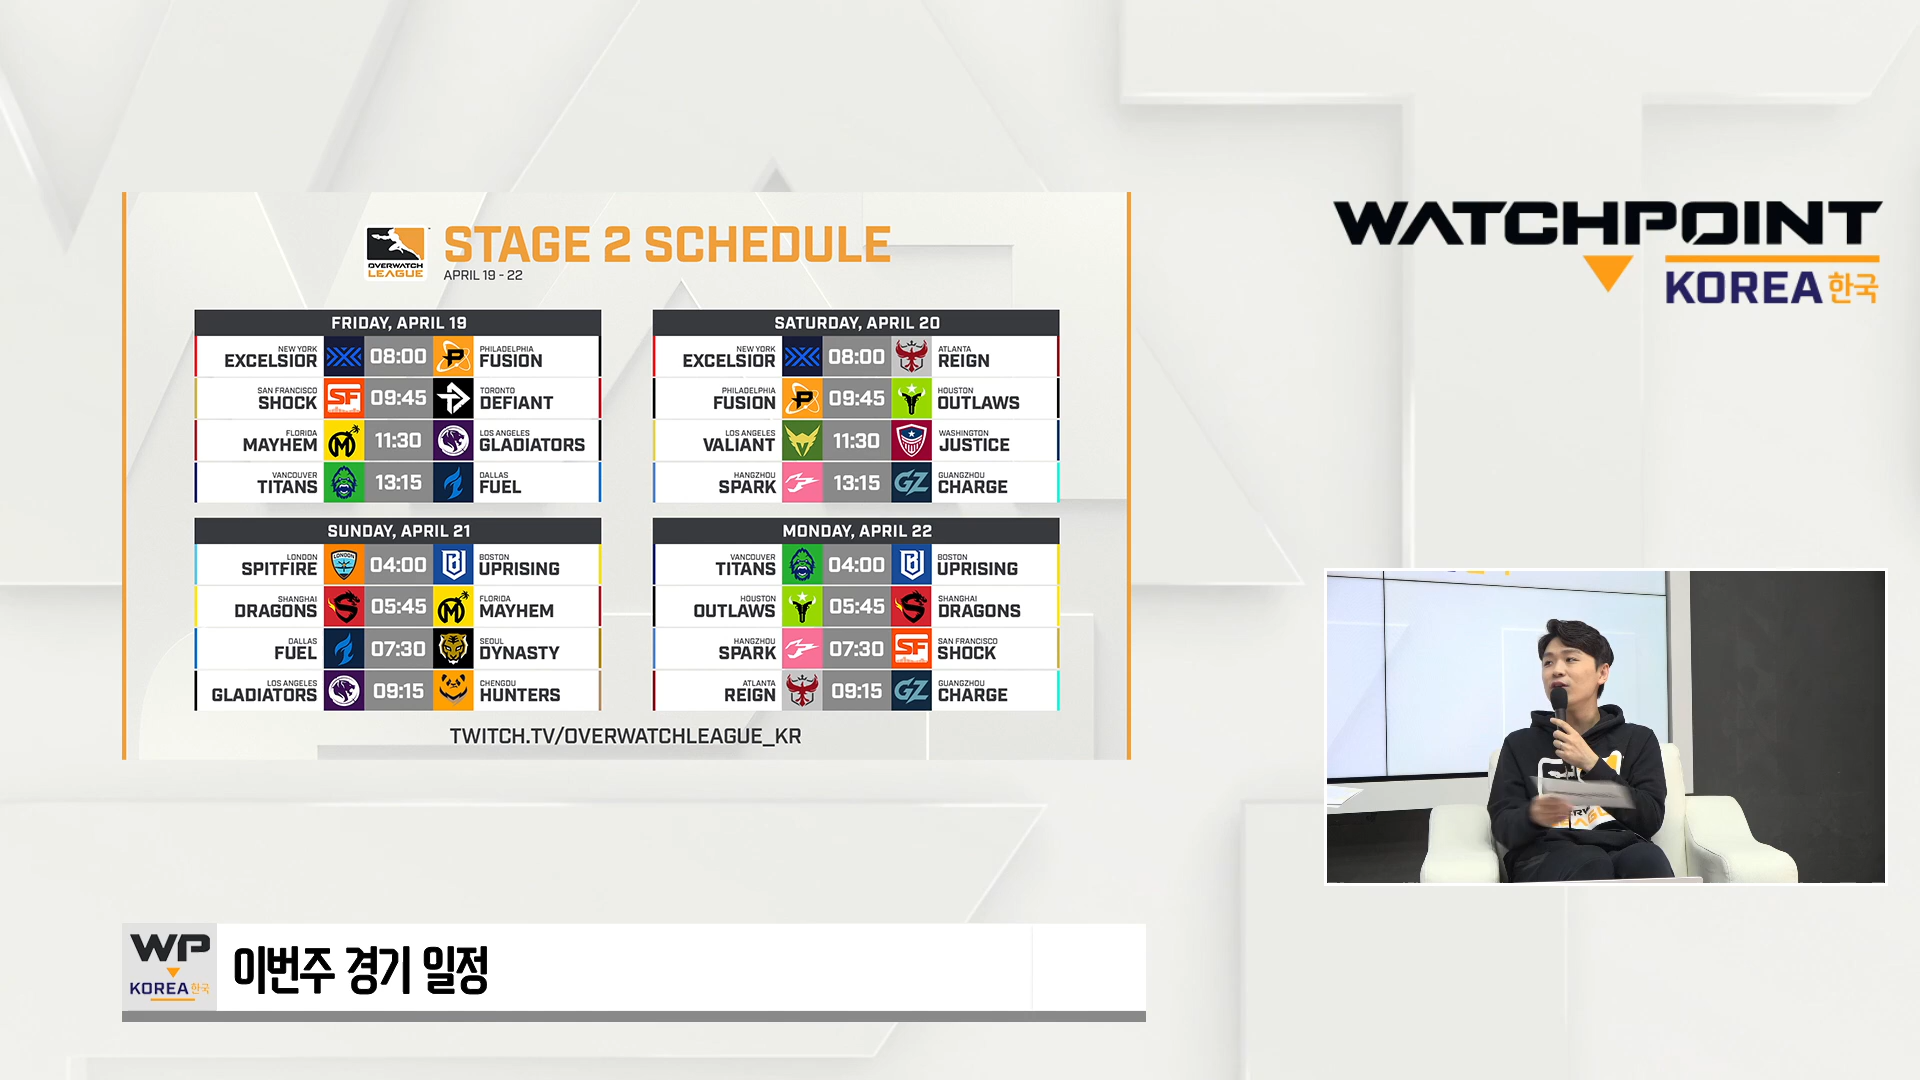 WATCHPOINT
KOREA 한국
OVERWATCH
LEAGUE
STAGE 2 SCHEDULE
APRIL 19 - 22
FRIDAY, APRIL 19
NEW YORK EXCELSIOR 08:00 PHILADELPHIA FUSION
SAN FRANCISCO SHOCK 09:45 TORONTO DEFIANT
FLORIDA MAYHEM 11:30 LOS ANGELES GLADIATORS
VANCOUVER TITANS 13:15 DALLAS FUEL
SATURDAY, APRIL 20
NEW YORK EXCELSIOR 08:00 ATLANTA REIGN
PHILADELPHIA FUSION 09:45 HOUSTON OUTLAWS
LOS ANGELES VALIANT 11:30 WASHINGTON JUSTICE
HANGZHOU SPARK 13:15 GZ GUANGZHOU CHARGE
SUNDAY, APRIL 21
LONDON SPITFIRE LONDON 04:00 BOSTON UPRISING
SHANGHAI DRAGONS 05:45 FLORIDA MAYHEM
DALLAS FUEL 07:30 SEOUL DYNASTY
LOS ANGELES GLADIATORS 09:15 CHENGDU HUNTERS
MONDAY, APRIL 22
VANCOUVER TITANS 04:00 BOSTON UPRISING
HOUSTON OUTLAWS 05:45 SHANGHAI DRAGONS
HANGZHOU SPARK 07:30 SF SAN FRANCISCO SHOCK
ATLANTA REIGN 09:15 GZ GUANGZHOU CHARGE
TWITCH.TV/OVERWATCHLEAGUE_KR
WP
KOREA 한국
이번주 경기 일정